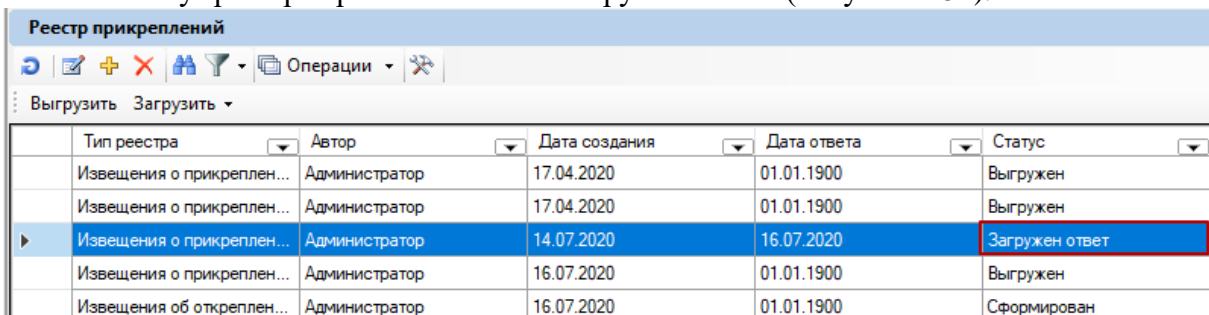 Реестр прикреплений
Операции
Выгрузить Загрузить
Тип реестра Автор Дата создания Дата ответа Статус
Извещения о прикреплен... Администратор 17.04.2020 01.01.1900 Выгружен
Извещения о прикреплен... Администратор 17.04.2020 01.01.1900 Выгружен
Извещения о прикреплен... Администратор 14.07.2020 16.07.2020 Загружен ответ
Извещения о прикреплен... Администратор 16.07.2020 01.01.1900 Выгружен
Извещения об откреплен... Администратор 16.07.2020 01.01.1900 Сформирован